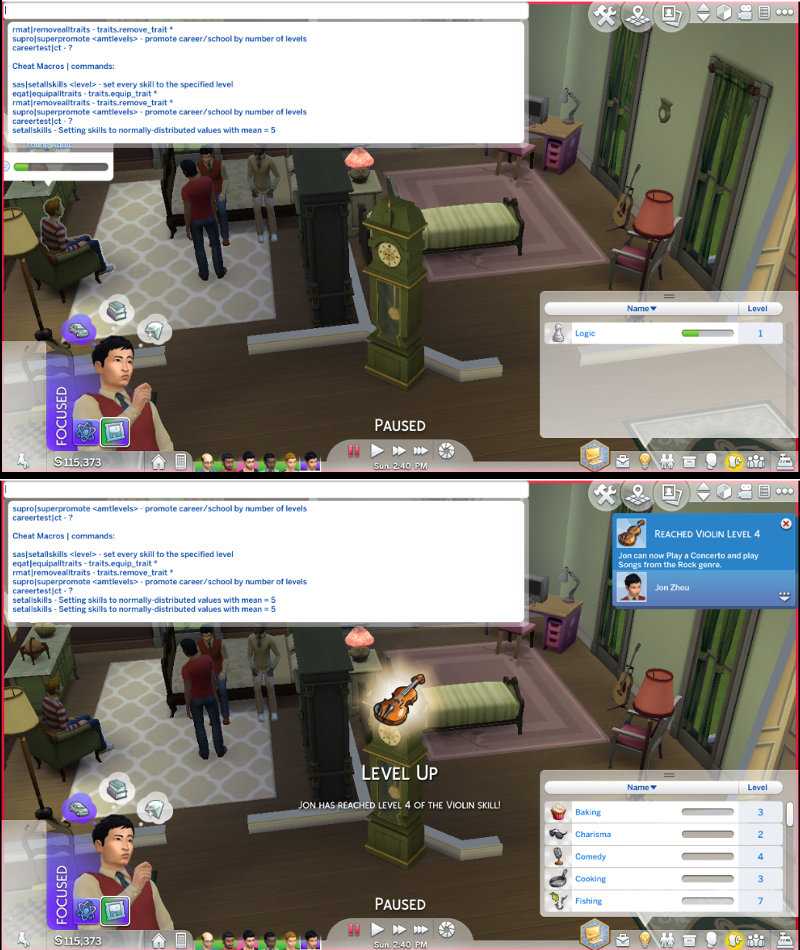 rmat|removealltraits - traits.remove_trait *
supro|superpromote <amtlevels> - promote career/school by number of levels
careertest|ct - ?
Cheat Macros | commands:
sas|setallskills <level> - set every skill to the specified level
eqat|equipalltraits - traits.equip_trait *
rmat|removealltraits - traits.remove_trait *
supro|superpromote <amtlevels> - promote career/school by number of levels
careertest|ct - ?
setallskills - Setting skills to normally-distributed values with mean = 5
Young Adult
Name
Level
Logic
1
FOCUSED
PAUSED
§115,373
Sun. 2:40 PM
supro|superpromote <amtlevels> - promote career/school by number of levels
careertest|ct - ?
Cheat Macros | commands:
sas|setallskills <level> - set every skill to the specified level
eqat|equipalltraits - traits.equip_trait *
rmat|removealltraits - traits.remove_trait *
supro|superpromote <amtlevels> - promote career/school by number of levels
careertest|ct - ?
setallskills - Setting skills to normally-distributed values with mean = 5
setallskills - Setting skills to normally-distributed values with mean = 5
REACHED VIOLIN LEVEL 4
Jon can now Play a Concerto and play
Songs from the Rock genre.
Jon Zhou
LEVEL UP
JON HAS REACHED LEVEL 4 OF THE VIOLIN SKILL!
Name
Level
Baking
3
Charisma
2
Comedy
4
Cooking
3
Fishing
7
FOCUSED
PAUSED
§115,373
Sun. 2:40 PM